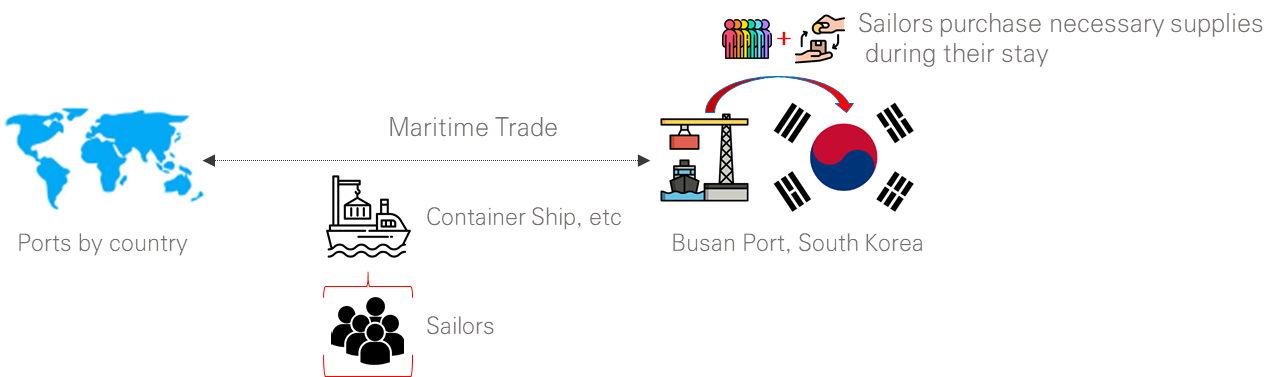 Sailors purchase necessary supplies
during their stay
Maritime Trade
Container Ship, etc
Ports by country
Busan Port, South Korea
Sailors